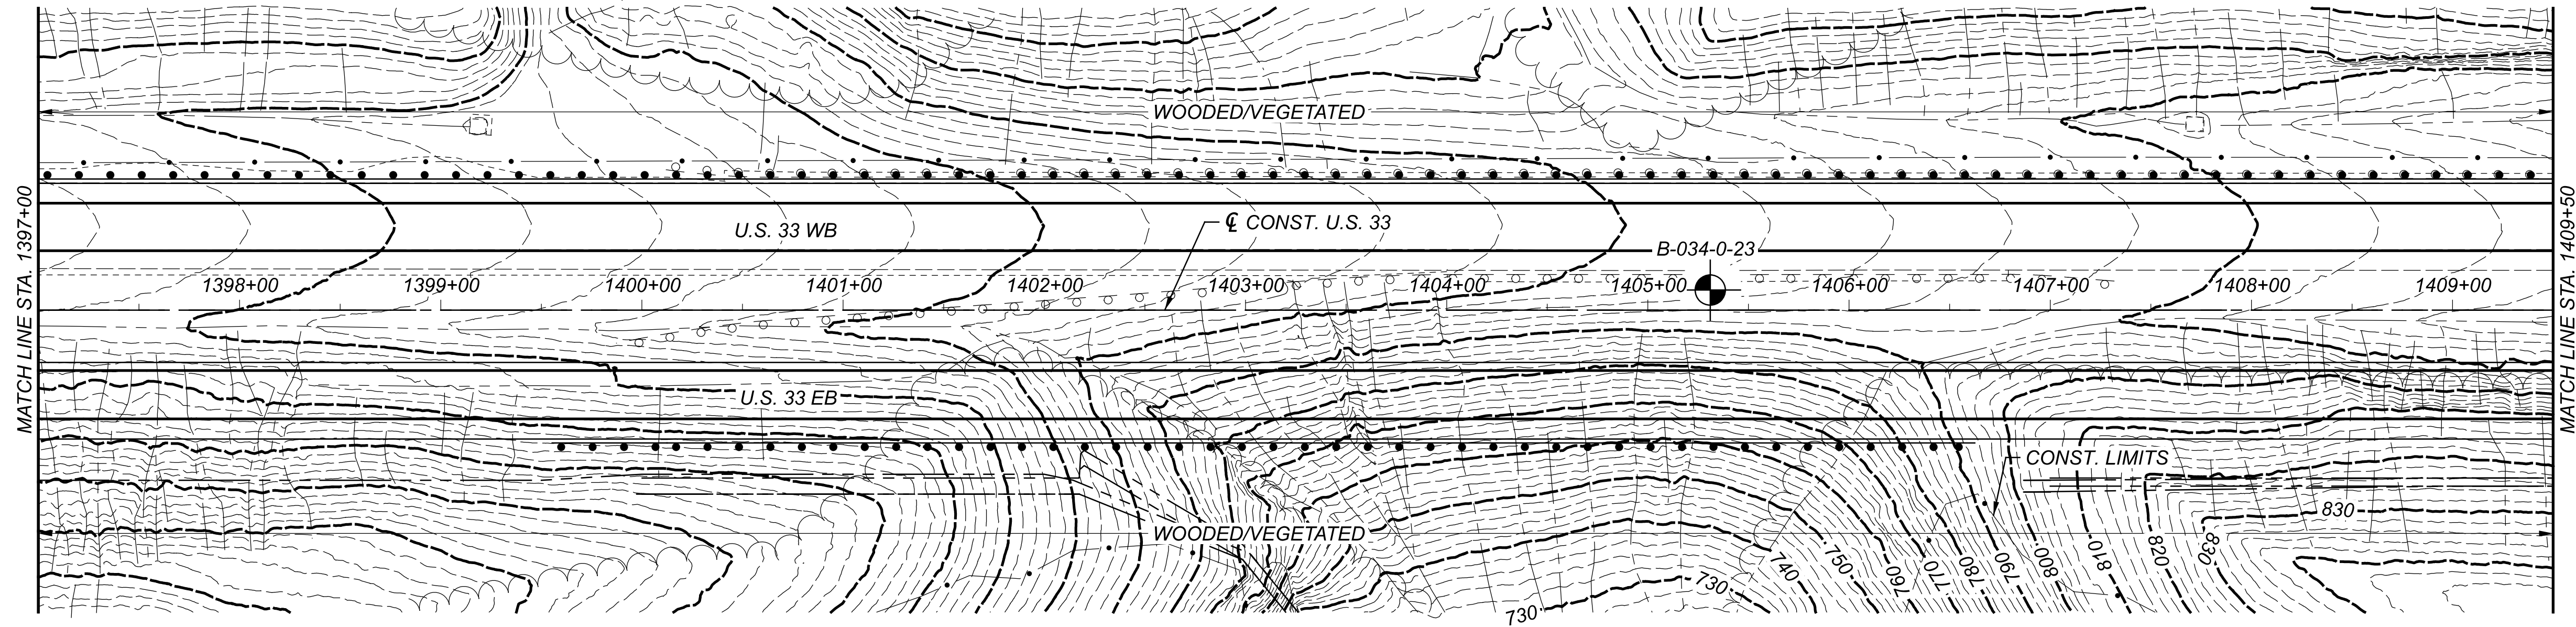 WOODED/VEGETATED
MATCH LINE STA. 1397+00
MATCH LINE STA. 1409+50
U.S. 33 WB
℄ CONST. U.S. 33
B-034-0-23
1398+00 1399+00 1400+00 1401+00 1402+00 1403+00 1404+00 1405+00 1406+00 1407+00 1408+00 1409+00
U.S. 33 EB
CONST. LIMITS
830
WOODED/VEGETATED
730 730 740 750 760 770 780 790 800 810 820 830